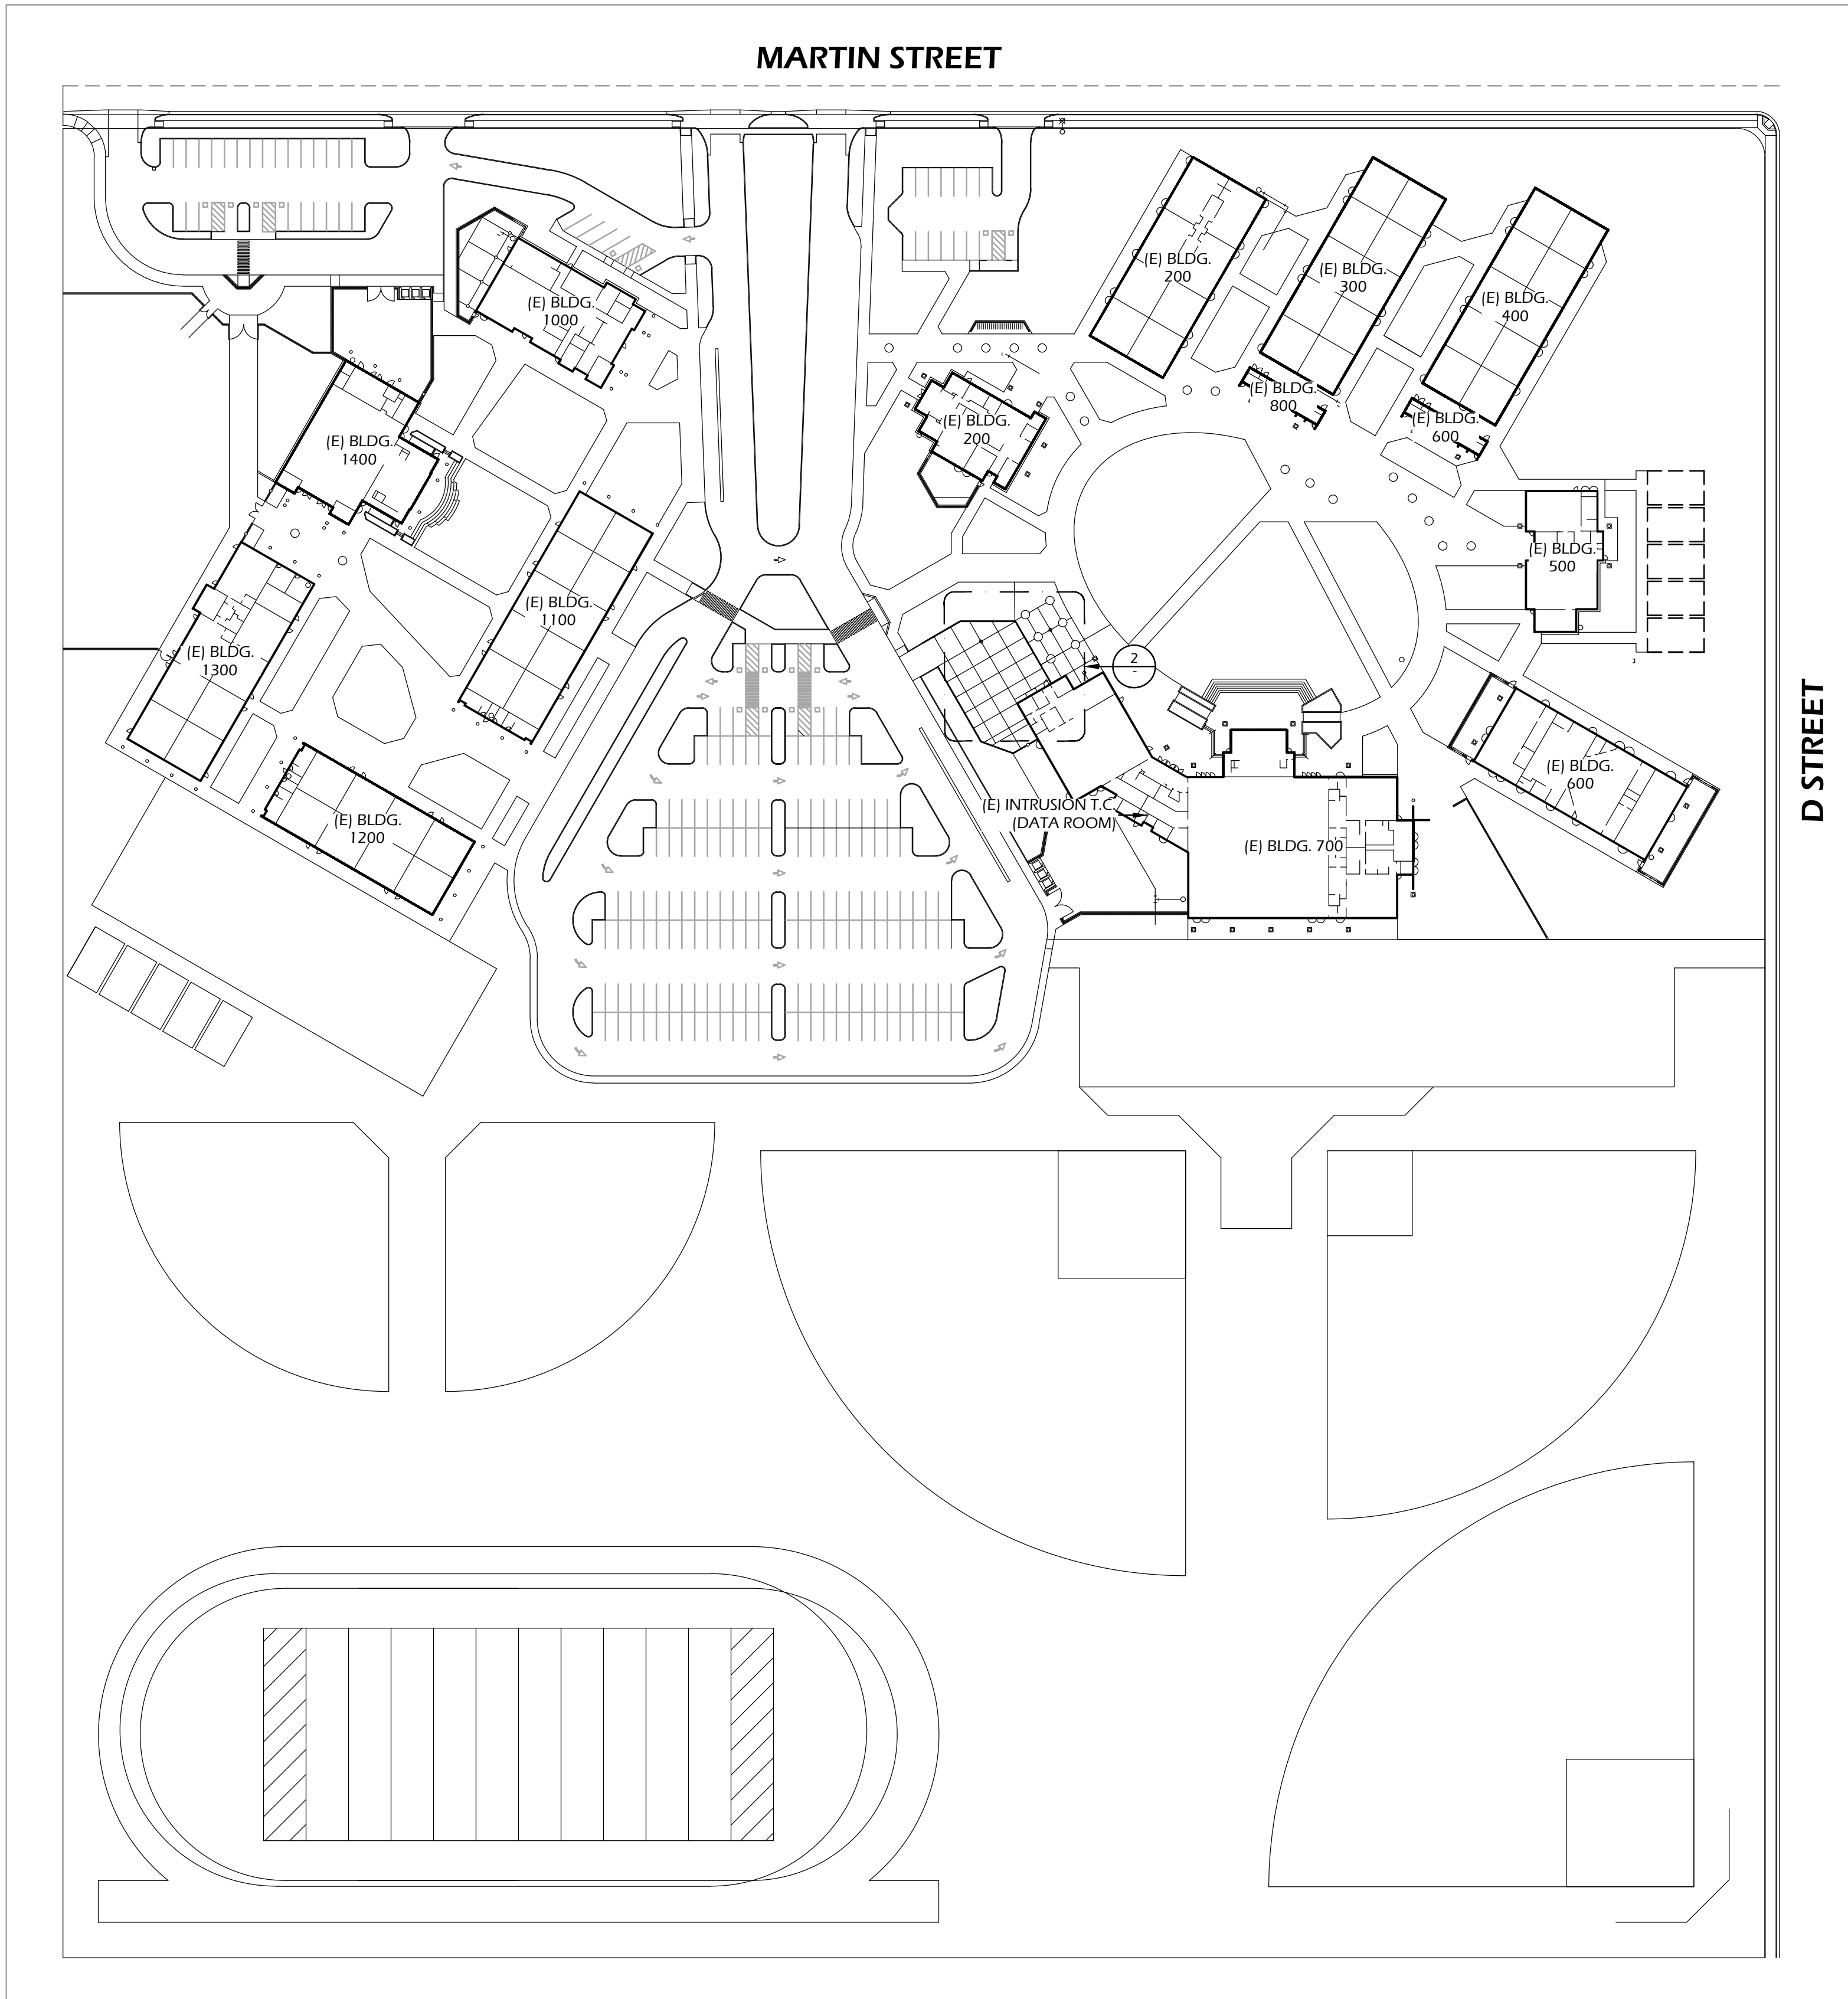 MARTIN STREET
(E) BLDG.
200
(E) BLDG.
300
(E) BLDG.
400
(E) BLDG.
1000
(E) BLDG.
800
(E) BLDG.
200
(E) BLDG.
600
(E) BLDG.
1400
(E) BLDG.
500
(E) BLDG.
1100
(E) BLDG.
1300
2
-
D STREET
(E) BLDG.
600
(E) INTRUSION T.C.
(DATA ROOM)
(E) BLDG.
1200
(E) BLDG. 700